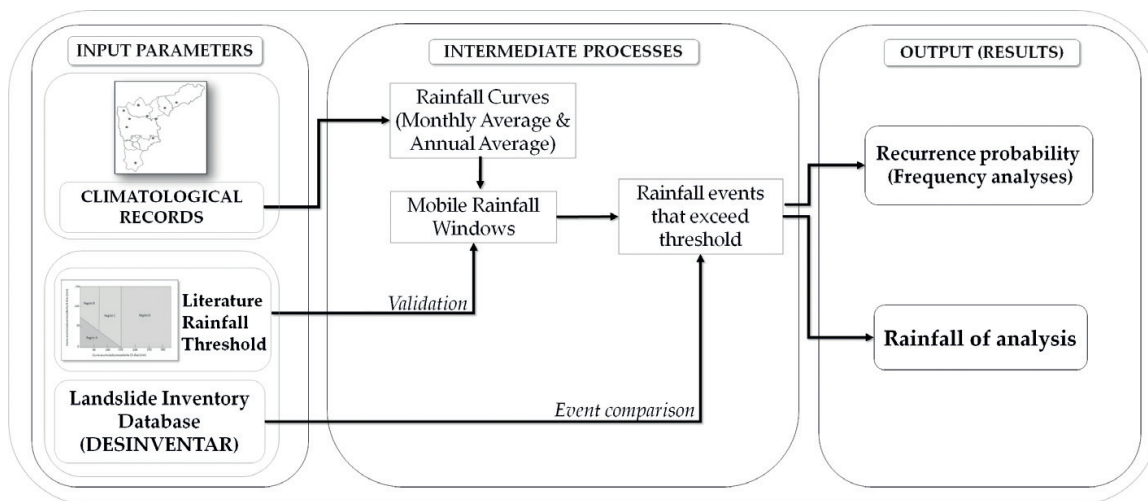 INPUT PARAMETERS
CLIMATOLOGICAL
RECORDS
Literature
Rainfall
Threshold
Landslide Inventory
Database
(DESINVENTAR)
INTERMEDIATE PROCESSES
Rainfall Curves
(Monthly Average &
Annual Average)
Mobile Rainfall
Windows
Rainfall events
that exceed
threshold
Validation
Event comparison
OUTPUT (RESULTS)
Recurrence probability
(Frequency analyses)
Rainfall of analysis